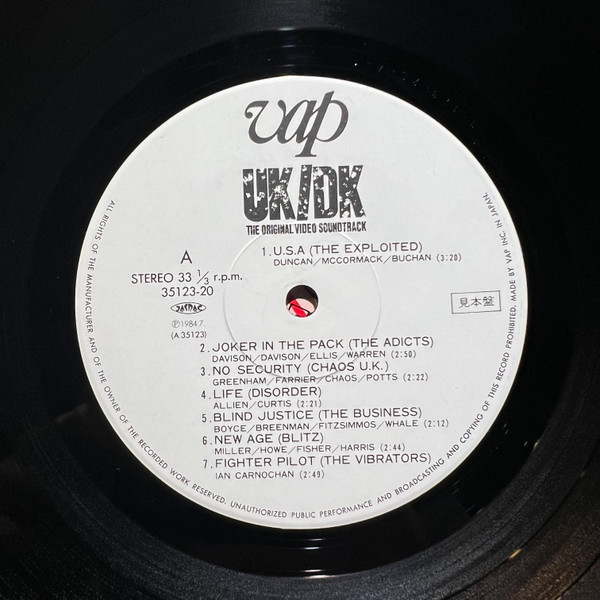 vap
UK/DK
THE ORIGINAL VIDEO SOUNDTRACK
A
STEREO 33 1/3 r.p.m.
35123-20
JASRAC
Ⓟ1984.7.
(A 35123)
見本盤
1. U.S.A (THE EXPLOITED)
DUNCAN/MCCORMACK/BUCHAN (3:20)
2. JOKER IN THE PACK (THE ADICTS)
DAVISON/DAVISON/ELLIS/WARREN (2:50)
3. NO SECURITY (CHAOS U.K.)
GREENHAM/FARRIER/CHAOS/POTTS (2:22)
4. LIFE (DISORDER)
ALLIEN/CURTIS (2:21)
5. BLIND JUSTICE (THE BUSINESS)
BOYCE/BREENMAN/FITZSIMMOS/WHALE (2:12)
6. NEW AGE (BLITZ)
MILLER/HOWE/FISHER/HARRIS (2:44)
7. FIGHTER PILOT (THE VIBRATORS)
IAN CARNOCHAN (2:49)
ALL RIGHTS OF THE MANUFACTURER AND OF THE OWNER OF THE RECORDED WORK RESERVED. UNAUTHORIZED PUBLIC PERFORMANCE AND BROADCASTING AND COPYING OF THIS RECORD PROHIBITED. MADE BY VAP INC. IN JAPAN.